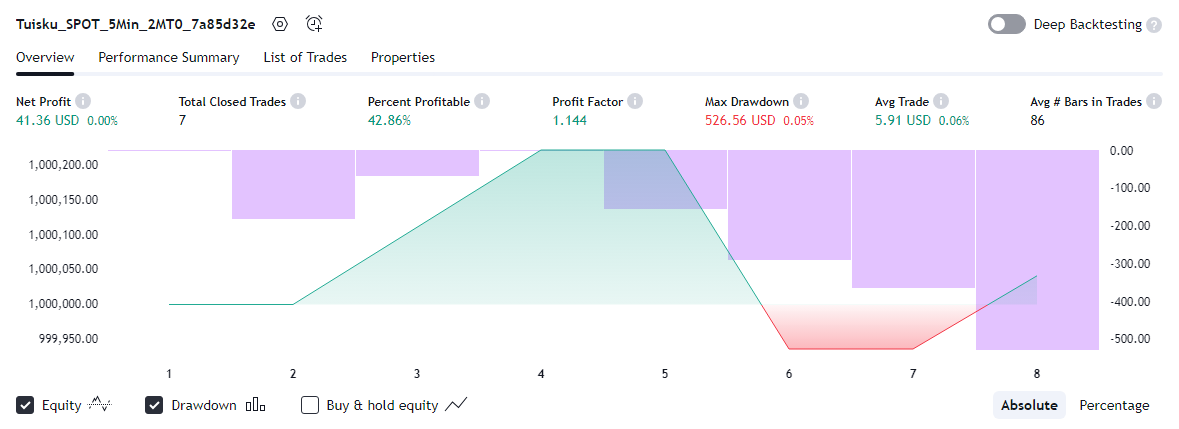 Tuisku_SPOT_5Min_2MT0_7a85d32e
Deep Backtesting ?
Overview Performance Summary List of Trades Properties
Net Profit i Total Closed Trades i Percent Profitable i Profit Factor i Max Drawdown i Avg Trade i Avg # Bars in Trades i
41.36 USD 0.00% 7 42.86% 1.144 526.56 USD 0.05% 5.91 USD 0.06% 86
1,000,200.00
1,000,150.00
1,000,100.00
1,000,050.00
1,000,000.00
999,950.00
0.00
-100.00
-200.00
-300.00
-400.00
-500.00
1 2 3 4 5 6 7 8
Equity Drawdown Buy & hold equity Absolute Percentage